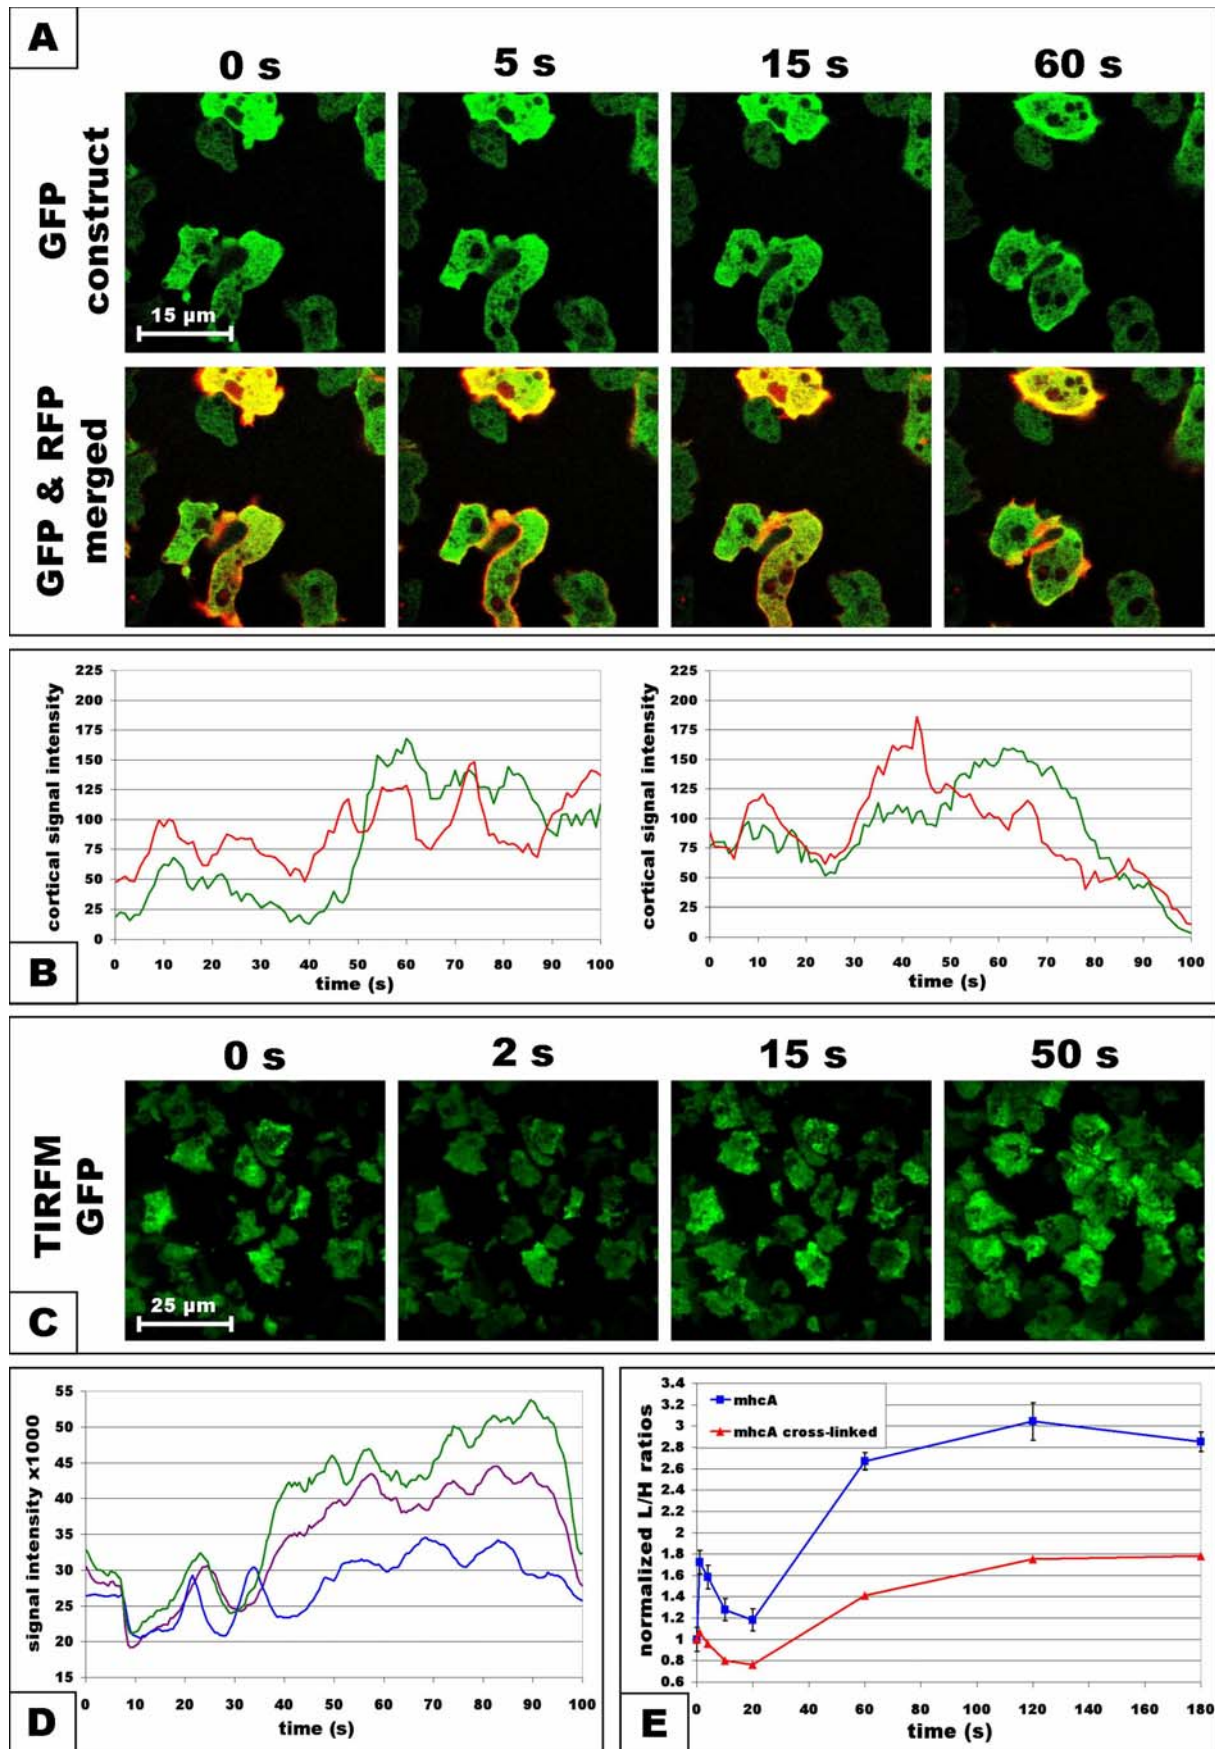 A
0 s 5 s 15 s 60 s
GFP
construct
15 µm
GFP & RFP
merged
225
200
175
150
125
100
75
50
25
0
cortical signal intensity
0 10 20 30 40 50 60 70 80 90 100
time (s)
225
200
175
150
125
100
75
50
25
0
cortical signal intensity
0 10 20 30 40 50 60 70 80 90 100
time (s)
B
0 s 2 s 15 s 50 s
TIRFM
GFP
25 µm
C
55
50
45
40
35
30
25
20
15
signal intensity x1000
0 10 20 30 40 50 60 70 80 90 100
time (s)
D
3.4
3.2
3
2.8
2.6
2.4
2.2
2
1.8
1.6
1.4
1.2
1
0.8
0.6
normalized L/H ratios
mhcA
mhcA cross-linked
0 20 40 60 80 100 120 140 160 180
time (s)
E